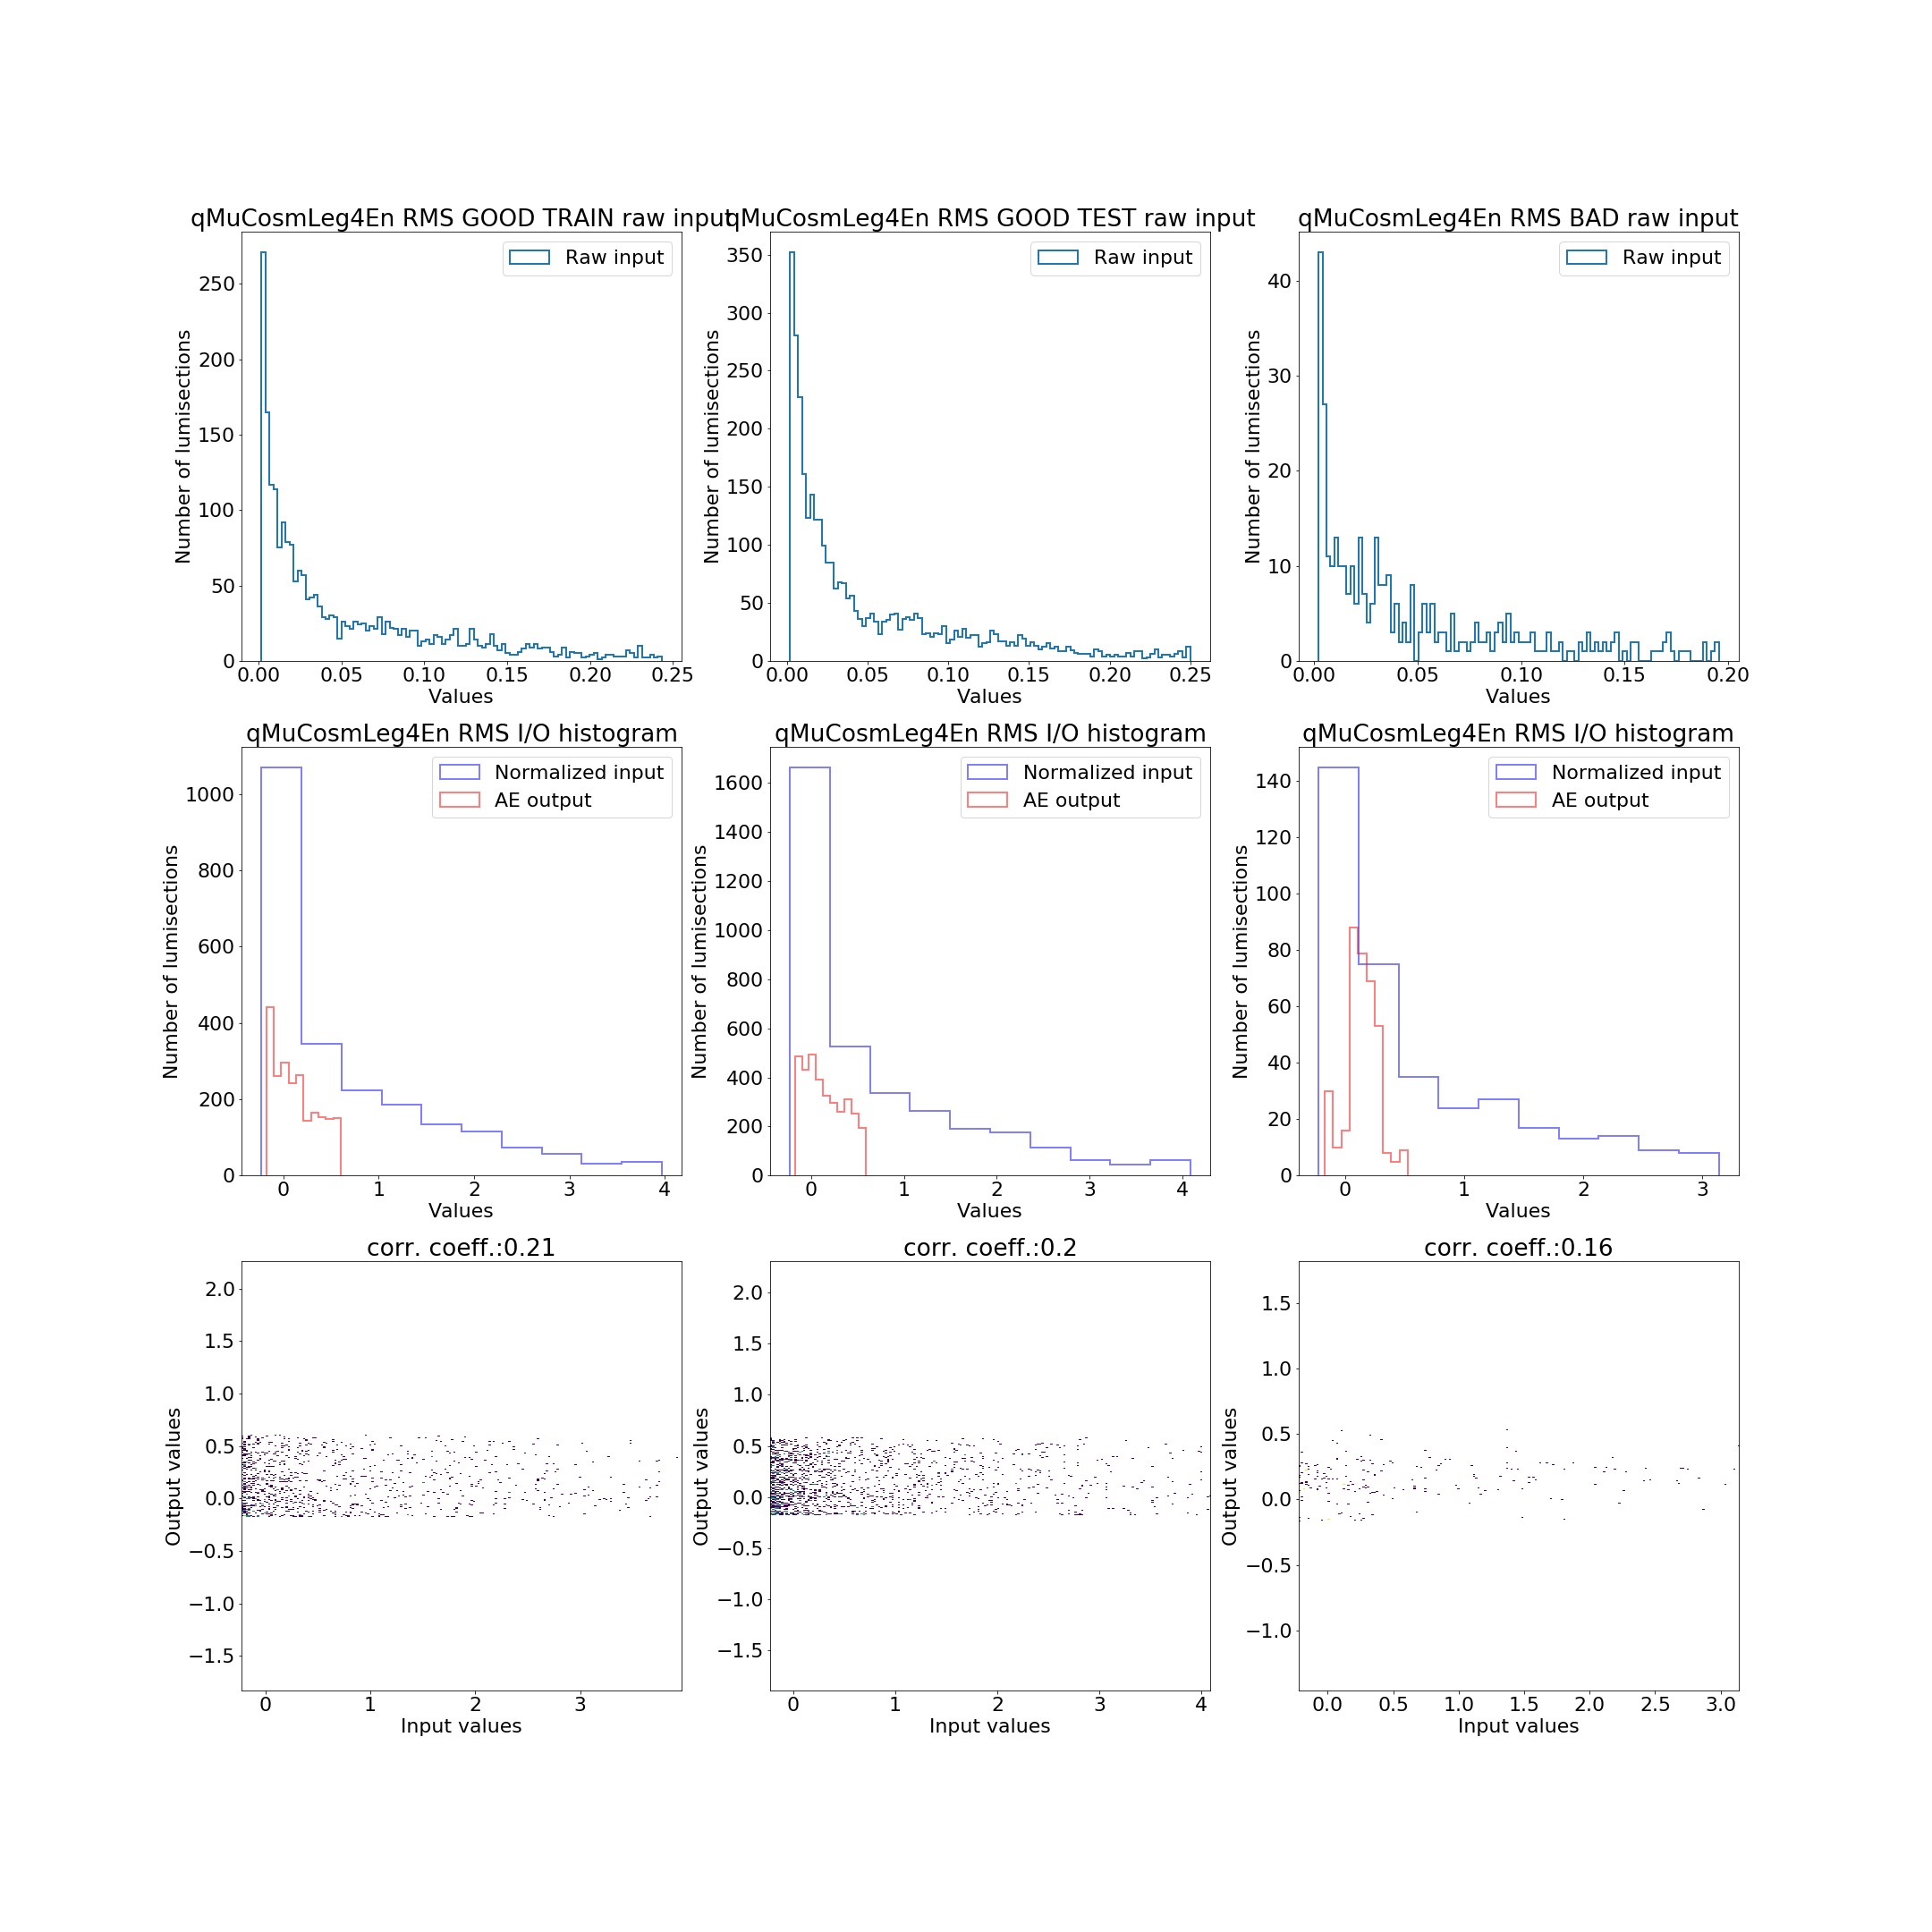 qMuCosmLeg4En RMS GOOD TRAIN raw input
qMuCosmLeg4En RMS GOOD TEST raw input
qMuCosmLeg4En RMS BAD raw input
Raw input
Raw input
Raw input
Number of lumisections
250
200
150
100
50
0
0.00 0.05 0.10 0.15 0.20 0.25
Values
Number of lumisections
350
300
250
200
150
100
50
0
0.00 0.05 0.10 0.15 0.20 0.25
Values
Number of lumisections
40
30
20
10
0
0.00 0.05 0.10 0.15 0.20
Values
qMuCosmLeg4En RMS I/O histogram
Normalized input
AE output
Number of lumisections
1000
800
600
400
200
0
0 1 2 3 4
Values
qMuCosmLeg4En RMS I/O histogram
Normalized input
AE output
Number of lumisections
1600
1400
1200
1000
800
600
400
200
0
0 1 2 3 4
Values
qMuCosmLeg4En RMS I/O histogram
Normalized input
AE output
Number of lumisections
140
120
100
80
60
40
20
0
0 1 2 3
Values
corr. coeff.:0.21
Output values
2.0
1.5
1.0
0.5
0.0
−0.5
−1.0
−1.5
0 1 2 3
Input values
corr. coeff.:0.2
Output values
2.0
1.5
1.0
0.5
0.0
−0.5
−1.0
−1.5
0 1 2 3 4
Input values
corr. coeff.:0.16
Output values
1.5
1.0
0.5
0.0
−0.5
−1.0
0.0 0.5 1.0 1.5 2.0 2.5 3.0
Input values